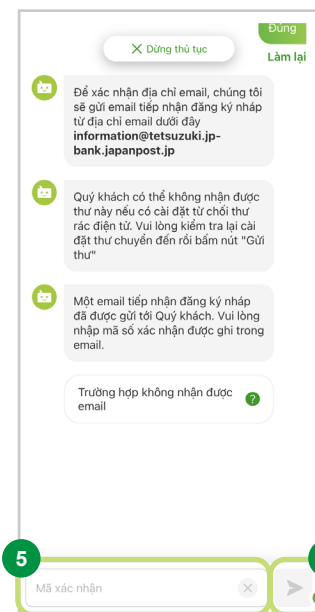 Đúng
✕ Dừng thủ tục
Làm lại
Để xác nhận địa chỉ email, chúng tôi
sẽ gửi email tiếp nhận đăng ký nháp
từ địa chỉ email dưới đây
information@tetsuzuki.jp-
bank.japanpost.jp
Quý khách có thể không nhận được
thư này nếu có cài đặt từ chối thư
rác điện tử. Vui lòng kiểm tra lại cài
đặt thư chuyển đến rồi bấm nút "Gửi
thư"
Một email tiếp nhận đăng ký nháp
đã được gửi tới Quý khách. Vui lòng
nhập mã số xác nhận được ghi trong
email.
Trường hợp không nhận được
email
?
5
Mã xác nhận